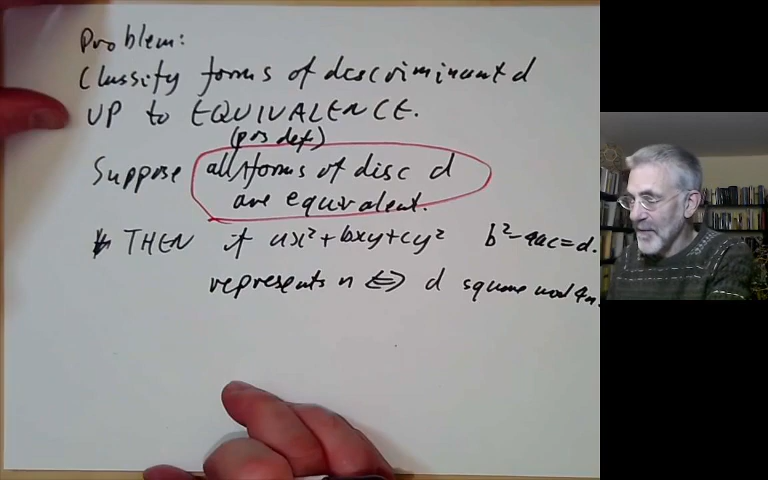 Problem:
Classify forms of discriminant d
UP to EQUIVALENCE.
(pos def)
Suppose all forms of disc d
are equivalent.
THEN if ax²+bxy+cy² b²-4ac=d.
represents n ⇔ d square mod 4n.